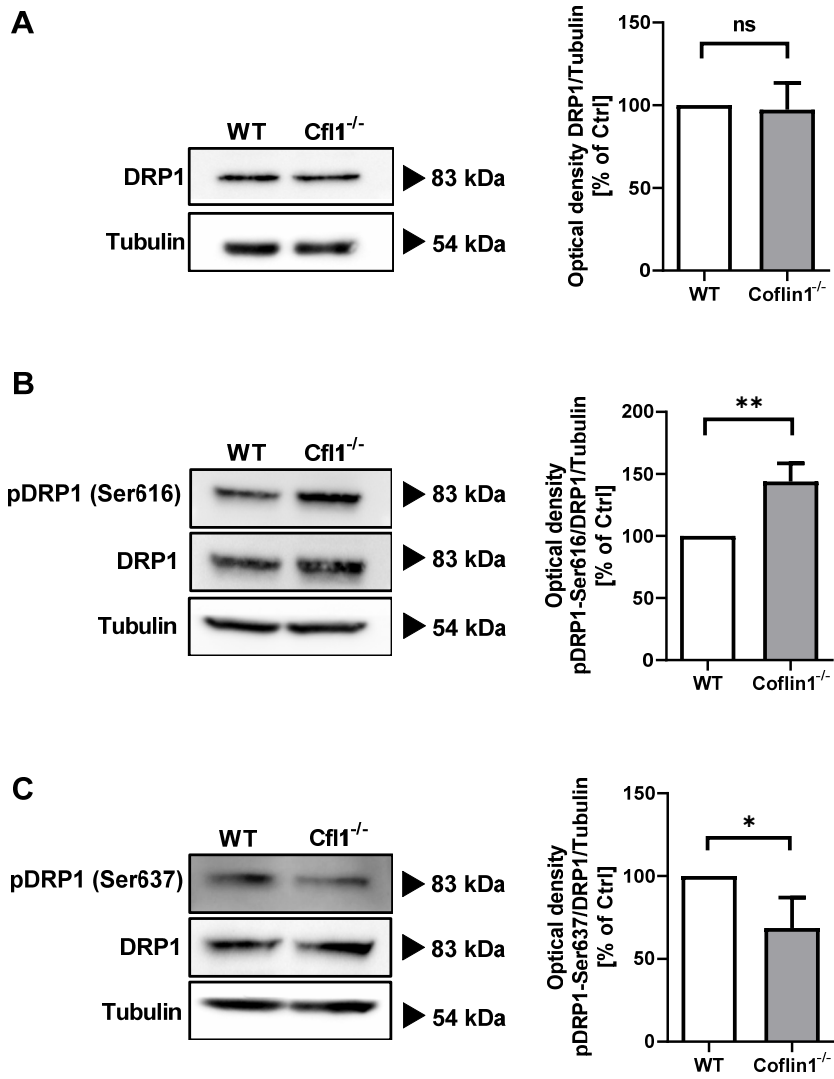 A
WT Cfl1-/-
DRP1 83 kDa
Tubulin 54 kDa
Optical density DRP1/Tubulin
[% of Ctrl]
150
100
50
0
ns
WT Coflin1-/-
B
WT Cfl1-/-
pDRP1 (Ser616) 83 kDa
DRP1 83 kDa
Tubulin 54 kDa
Optical density
pDRP1-Ser616/DRP1/Tubulin
[% of Ctrl]
200
150
100
50
0
**
WT Coflin1-/-
C
WT Cfl1-/-
pDRP1 (Ser637) 83 kDa
DRP1 83 kDa
Tubulin 54 kDa
Optical density
pDRP1-Ser637/DRP1/Tubulin
[% of Ctrl]
150
100
50
0
*
WT Coflin1-/-